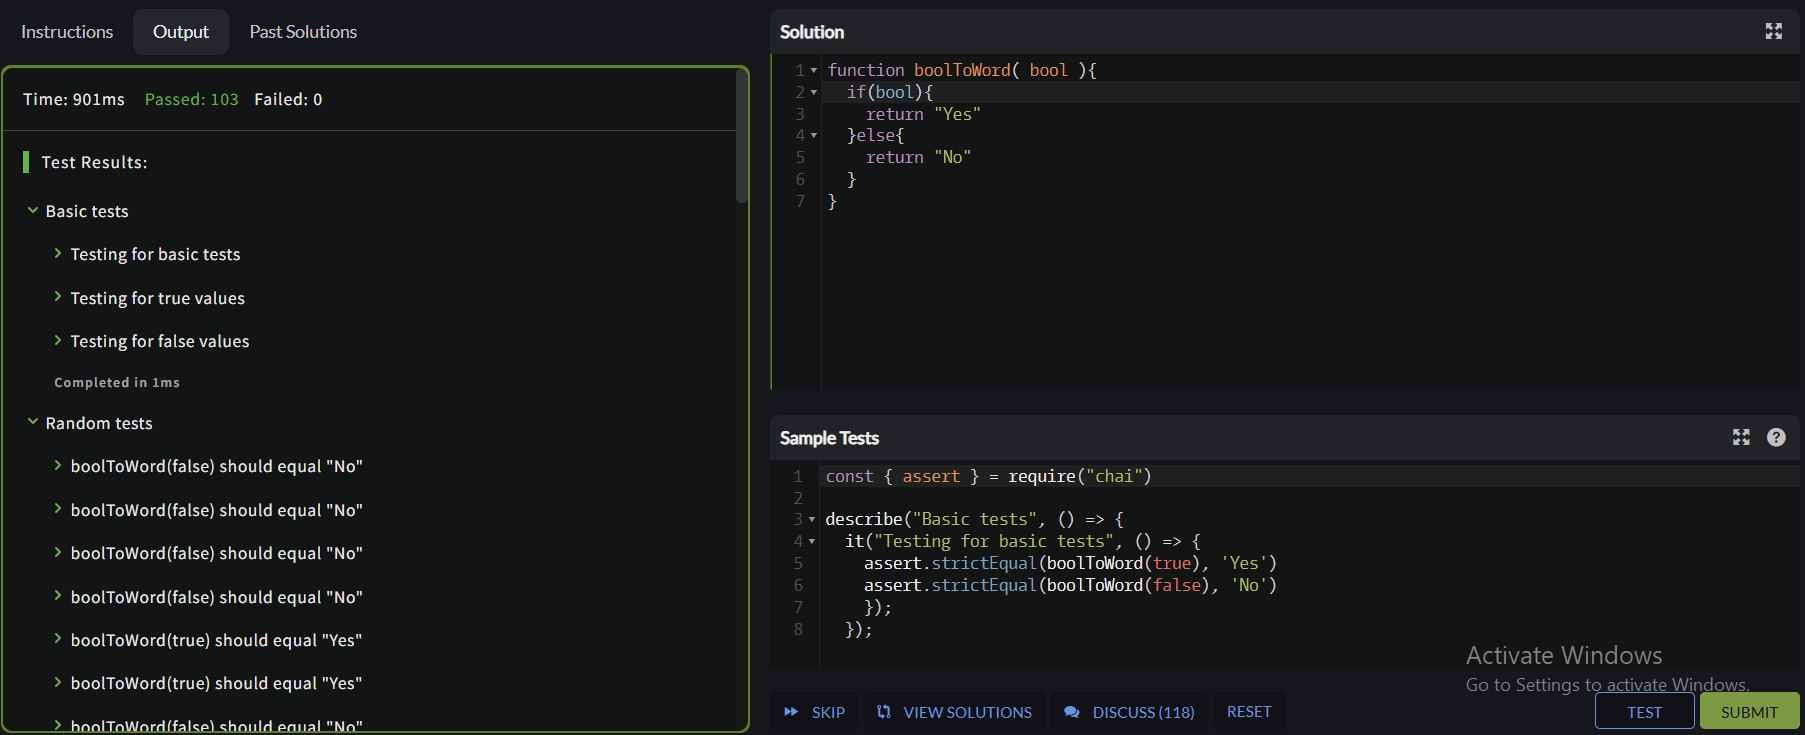 Instructions
Output
Past Solutions
Time: 901ms Passed: 103 Failed: 0
Test Results:
Basic tests
Testing for basic tests
Testing for true values
Testing for false values
Completed in 1ms
Random tests
boolToWord(false) should equal "No"
boolToWord(false) should equal "No"
boolToWord(false) should equal "No"
boolToWord(false) should equal "No"
boolToWord(true) should equal "Yes"
boolToWord(true) should equal "Yes"
boolToWord(false) should equal "No"
Solution
1 function boolToWord( bool ){
2 if(bool){
3 return "Yes"
4 }else{
5 return "No"
6 }
7 }
Sample Tests
1 const { assert } = require("chai")
2
3 describe("Basic tests", () => {
4 it("Testing for basic tests", () => {
5 assert.strictEqual(boolToWord(true), 'Yes')
6 assert.strictEqual(boolToWord(false), 'No')
7 });
8 });
Activate Windows
Go to Settings to activate Windows.
SKIP
VIEW SOLUTIONS
DISCUSS (118)
RESET
TEST
SUBMIT